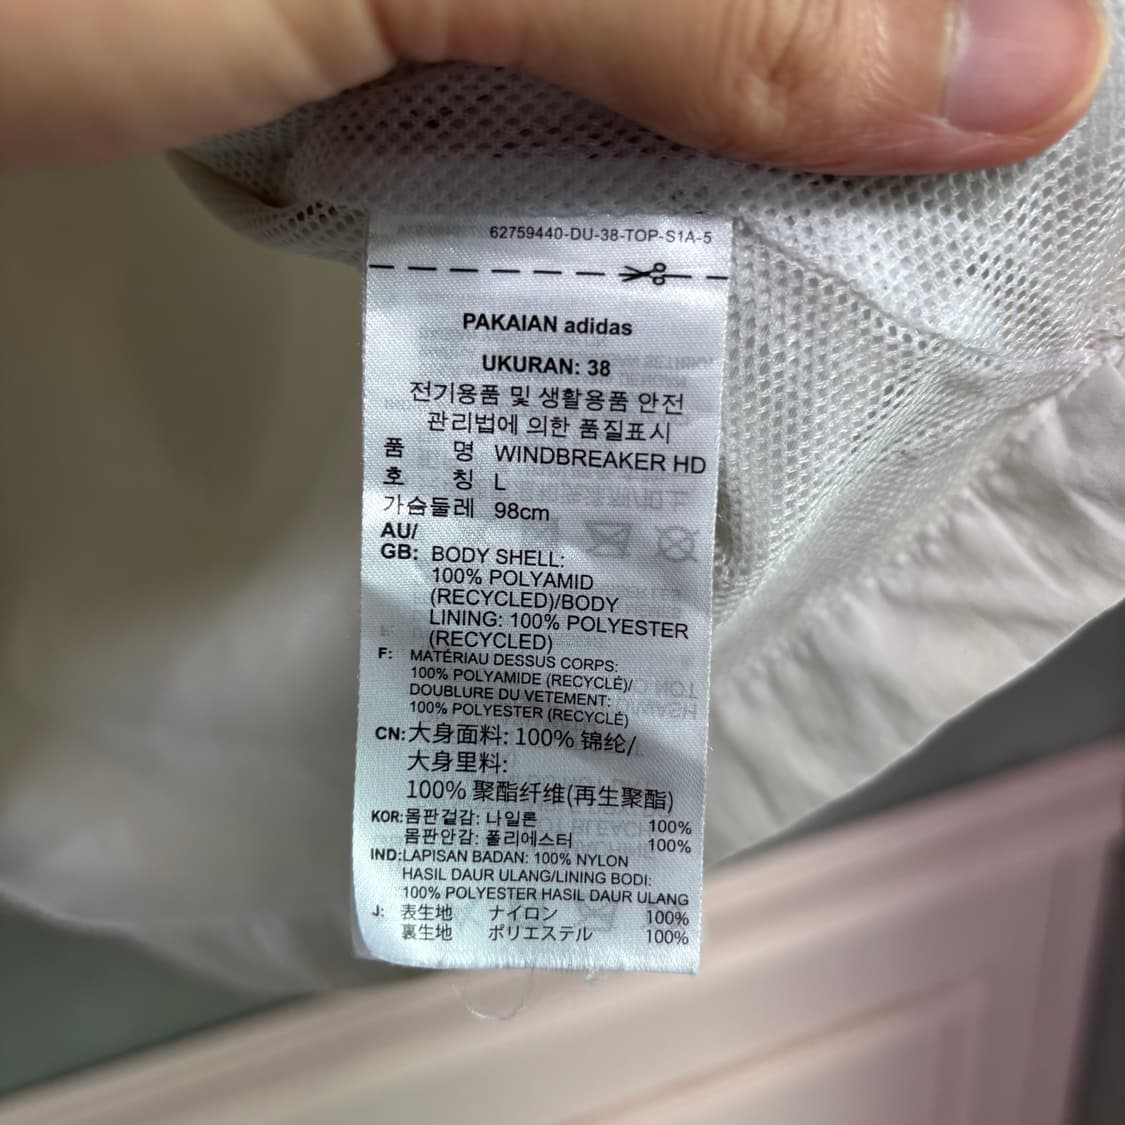 62759440-DU-38-TOP-S1A-5
PAKAIAN adidas
UKURAN: 38
전기용품 및 생활용품 안전
관리법에 의한 품질표시
품 명 WINDBREAKER HD
호 칭 L
가슴둘레 98cm
AU/
GB: BODY SHELL:
100% POLYAMID
(RECYCLED)/BODY
LINING: 100% POLYESTER
(RECYCLED)
F: MATÉRIAU DESSUS CORPS:
100% POLYAMIDE (RECYCLÉ)/
DOUBLURE DU VETEMENT:
100% POLYESTER (RECYCLÉ)
CN: 大身面料: 100% 锦纶/
大身里料:
100% 聚酯纤维(再生聚酯)
KOR: 몸판겉감: 나일론 100%
몸판안감: 폴리에스터 100%
IND: LAPISAN BADAN: 100% NYLON
HASIL DAUR ULANG/LINING BODI:
100% POLYESTER HASIL DAUR ULANG
J: 表生地 ナイロン 100%
裏生地 ポリエステル 100%